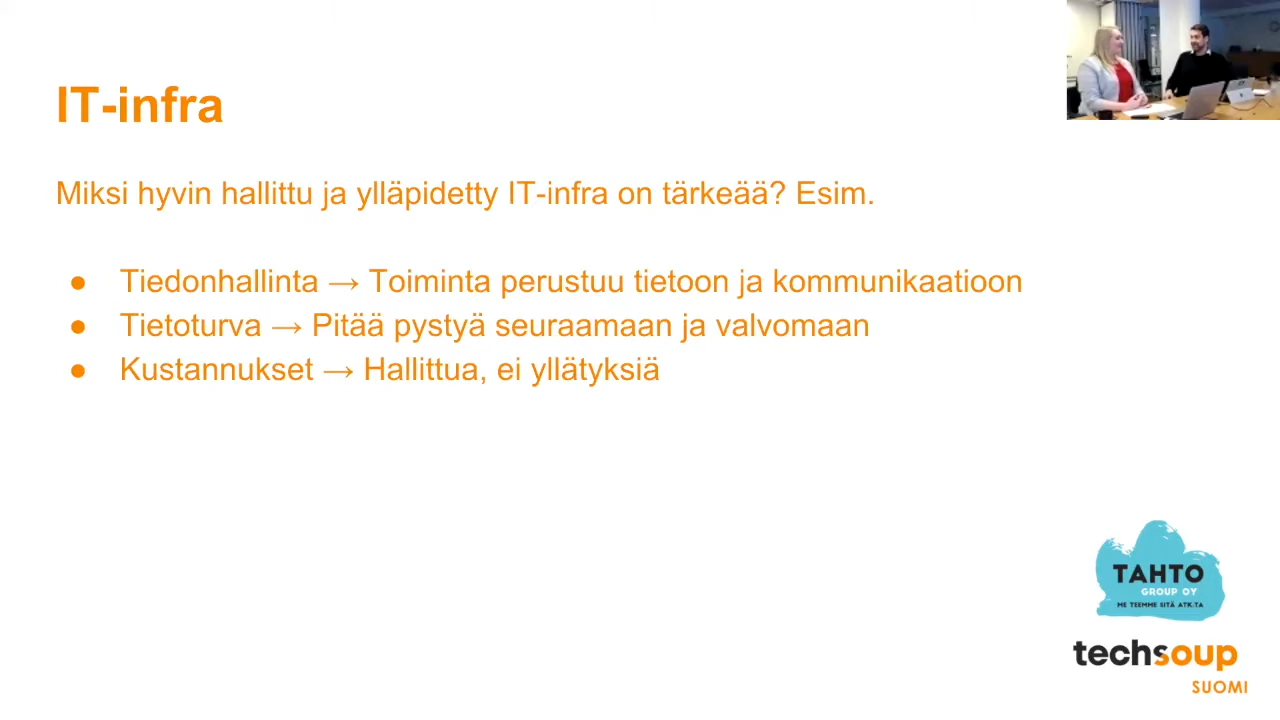 IT-infra
Miksi hyvin hallittu ja ylläpidetty IT-infra on tärkeää? Esim.
● Tiedonhallinta → Toiminta perustuu tietoon ja kommunikaatioon
● Tietoturva → Pitää pystyä seuraamaan ja valvomaan
● Kustannukset → Hallittua, ei yllätyksiä
TAHTO
GROUP OY
ME TEEMME SITÄ ATK:TA
techsoup
SUOMI